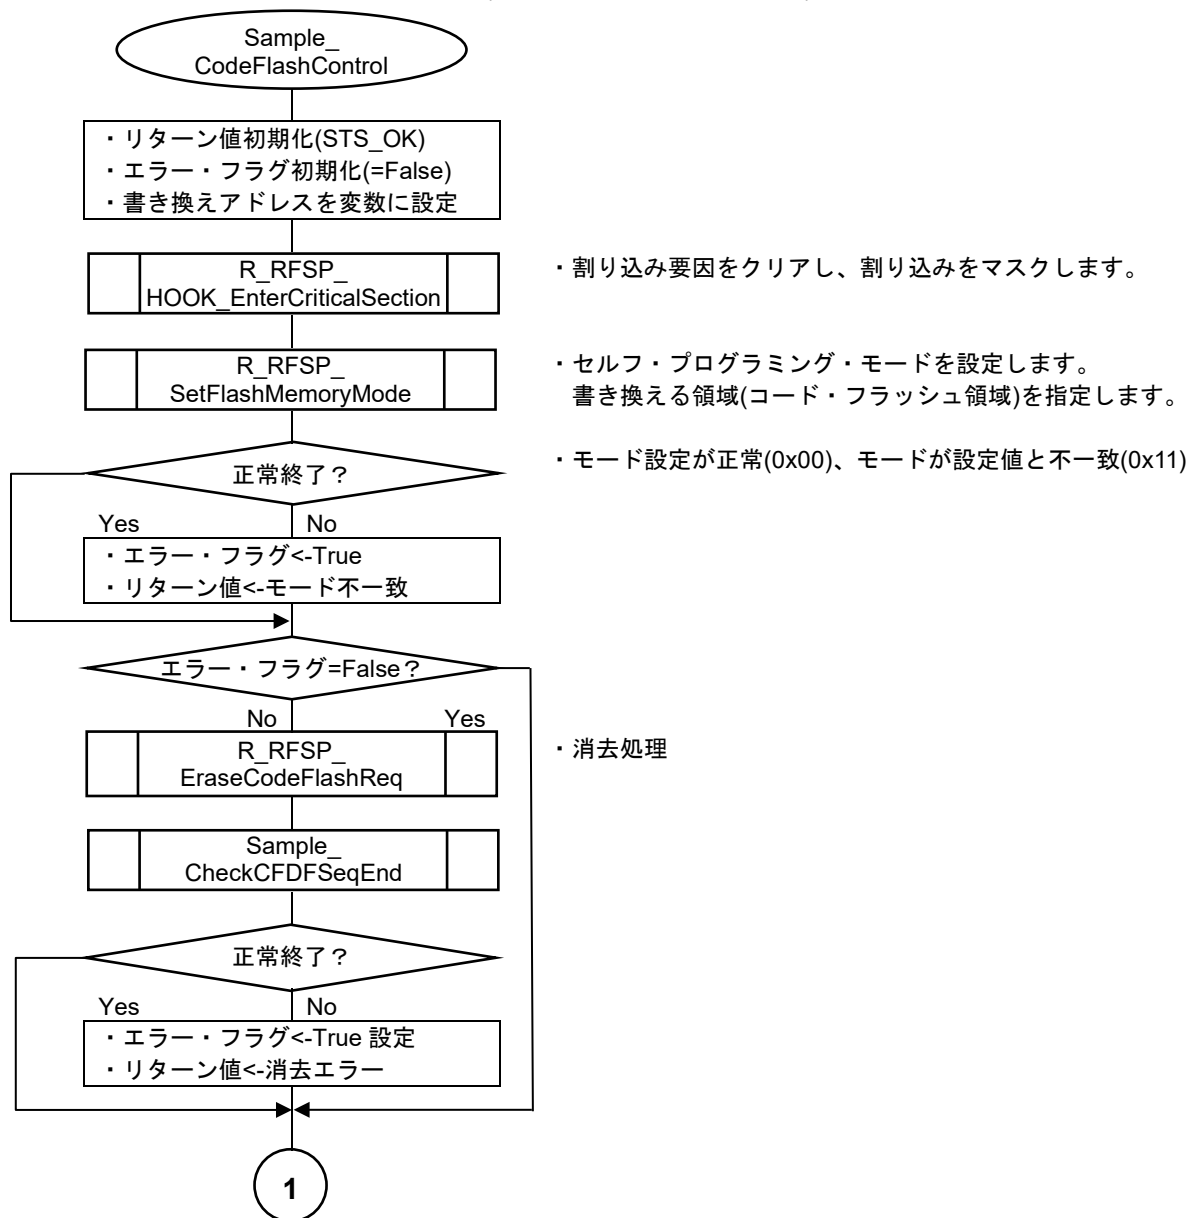 Sample_
CodeFlashControl
・リターン値初期化(STS_OK)
・エラー・フラグ初期化(=False)
・書き換えアドレスを変数に設定
R_RFSP_
HOOK_EnterCriticalSection
・割り込み要因をクリアし、割り込みをマスクします。
R_RFSP_
SetFlashMemoryMode
・セルフ・プログラミング・モードを設定します。
書き換える領域(コード・フラッシュ領域)を指定します。
正常終了？
・モード設定が正常(0x00)、モードが設定値と不一致(0x11)
Yes No
・エラー・フラグ<-True
・リターン値<-モード不一致
エラー・フラグ=False？
No Yes
R_RFSP_
EraseCodeFlashReq
・消去処理
Sample_
CheckCFDFSeqEnd
正常終了？
Yes No
・エラー・フラグ<-True 設定
・リターン値<-消去エラー
1